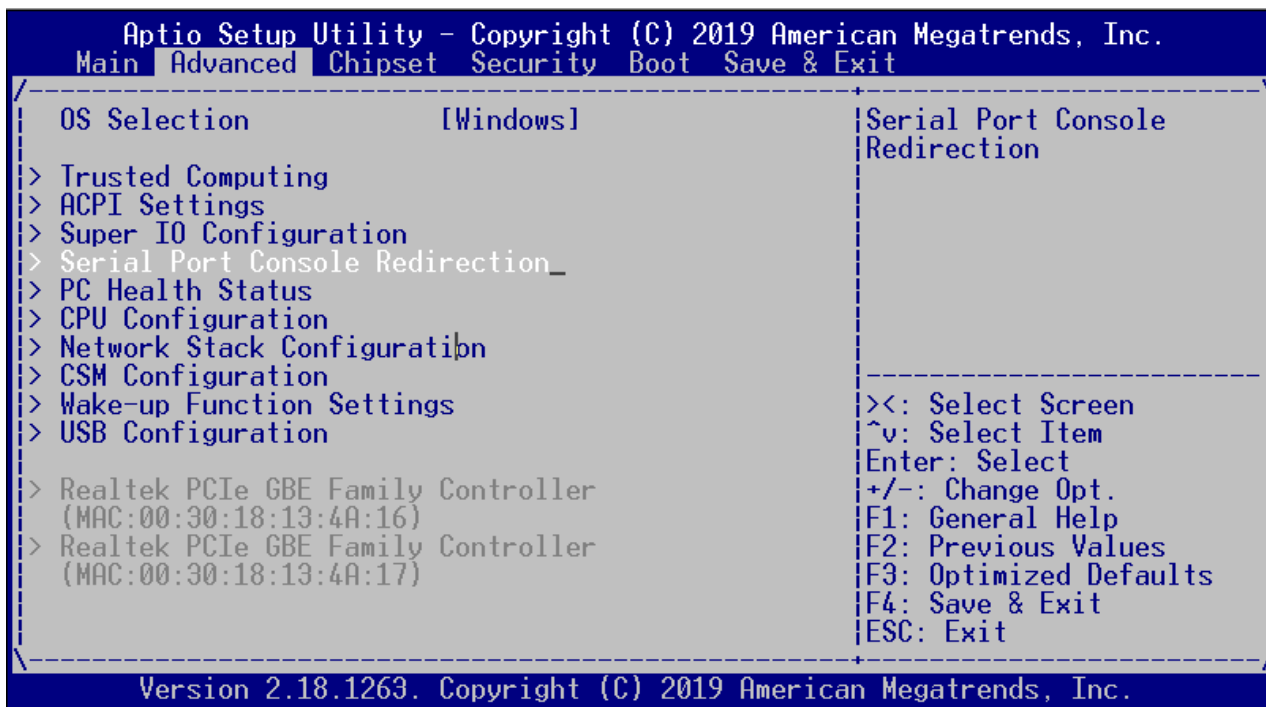 Aptio Setup Utility - Copyright (C) 2019 American Megatrends, Inc.
Main Advanced Chipset Security Boot Save & Exit
OS Selection [Windows]
> Trusted Computing
> ACPI Settings
> Super IO Configuration
> Serial Port Console Redirection_
> PC Health Status
> CPU Configuration
> Network Stack Configuration
> CSM Configuration
> Wake-up Function Settings
> USB Configuration
> Realtek PCIe GBE Family Controller
(MAC:00:30:18:13:4A:16)
> Realtek PCIe GBE Family Controller
(MAC:00:30:18:13:4A:17)
Serial Port Console
Redirection
><: Select Screen
^v: Select Item
Enter: Select
+/-: Change Opt.
F1: General Help
F2: Previous Values
F3: Optimized Defaults
F4: Save & Exit
ESC: Exit
Version 2.18.1263. Copyright (C) 2019 American Megatrends, Inc.